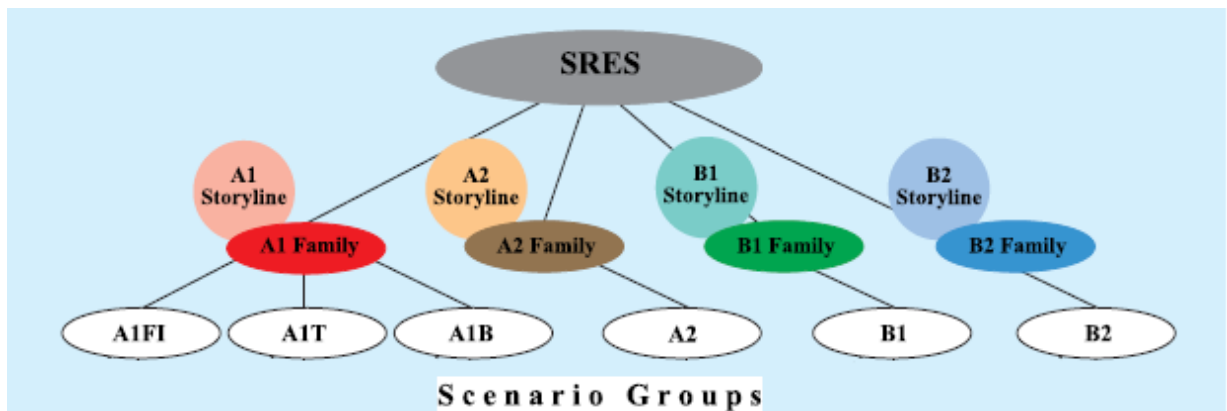 SRES
A1
Storyline
A2
Storyline
B1
Storyline
B2
Storyline
A1 Family
A2 Family
B1 Family
B2 Family
A1FI
A1T
A1B
A2
B1
B2
Scenario Groups